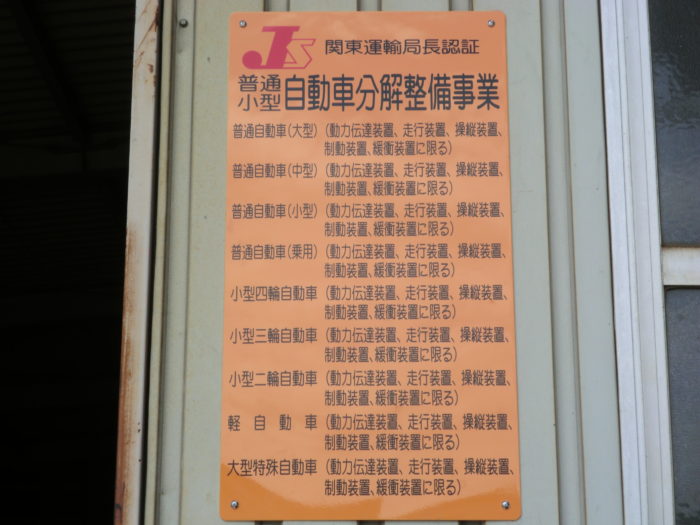 JS 関東運輸局長認証
普通
小型 自動車分解整備事業
普通自動車(大型) (動力伝達装置、走行装置、操縦装置、
制動装置、緩衝装置に限る)
普通自動車(中型) (動力伝達装置、走行装置、操縦装置、
制動装置、緩衝装置に限る)
普通自動車(小型) (動力伝達装置、走行装置、操縦装置、
制動装置、緩衝装置に限る)
普通自動車(乗用) (動力伝達装置、走行装置、操縦装置、
制動装置、緩衝装置に限る)
小型四輪自動車 (動力伝達装置、走行装置、操縦装置、
制動装置、緩衝装置に限る)
小型三輪自動車 (動力伝達装置、走行装置、操縦装置、
制動装置、緩衝装置に限る)
小型二輪自動車 (動力伝達装置、走行装置、操縦装置、
制動装置、緩衝装置に限る)
軽自動車 (動力伝達装置、走行装置、操縦装置、
制動装置、緩衝装置に限る)
大型特殊自動車 (動力伝達装置、走行装置、操縦装置、
制動装置、緩衝装置に限る)